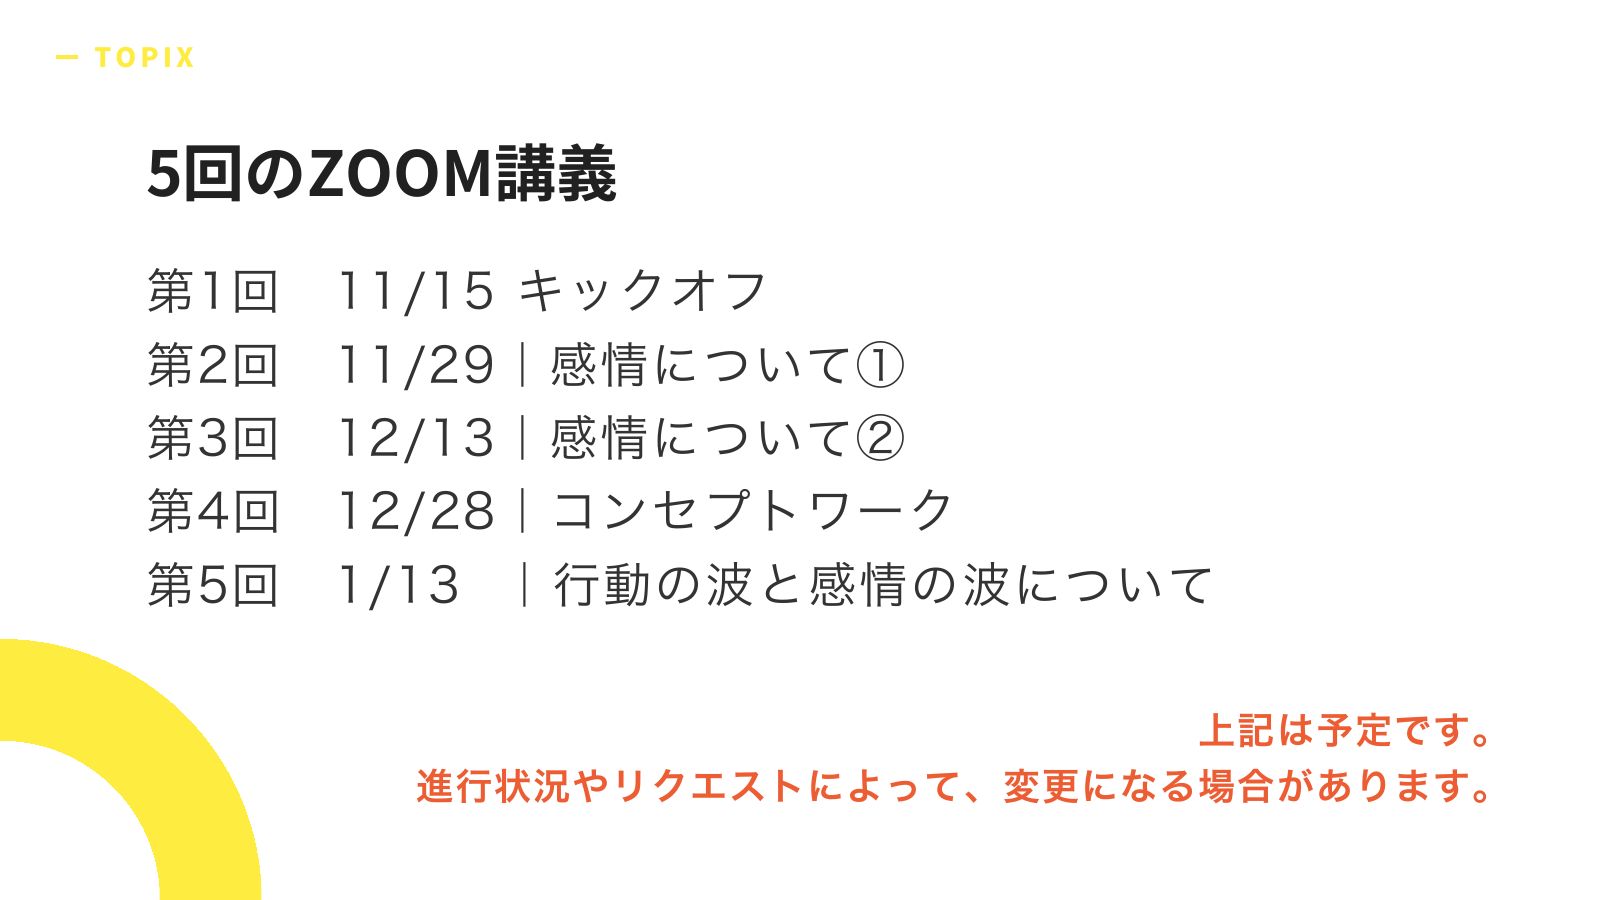 ― TOPIX
5回のZOOM講義
第1回　11/15 キックオフ
第2回　11/29｜感情について①
第3回　12/13｜感情について②
第4回　12/28｜コンセプトワーク
第5回　1/13　｜行動の波と感情の波について
上記は予定です。
進行状況やリクエストによって、変更になる場合があります。